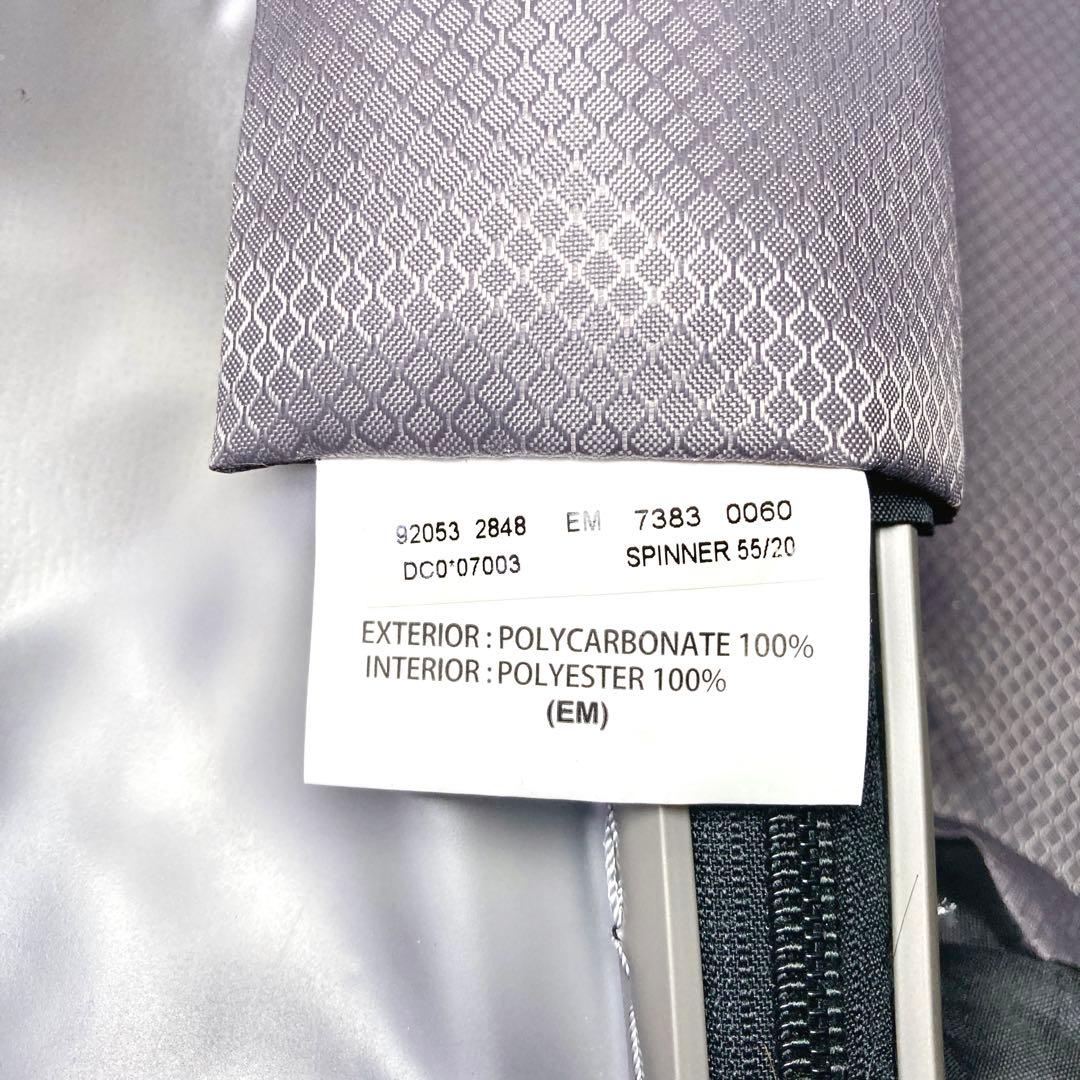 92053 2848 EM 7383 0060
DC0*07003 SPINNER 55/20
EXTERIOR : POLYCARBONATE 100%
INTERIOR : POLYESTER 100%
(EM)